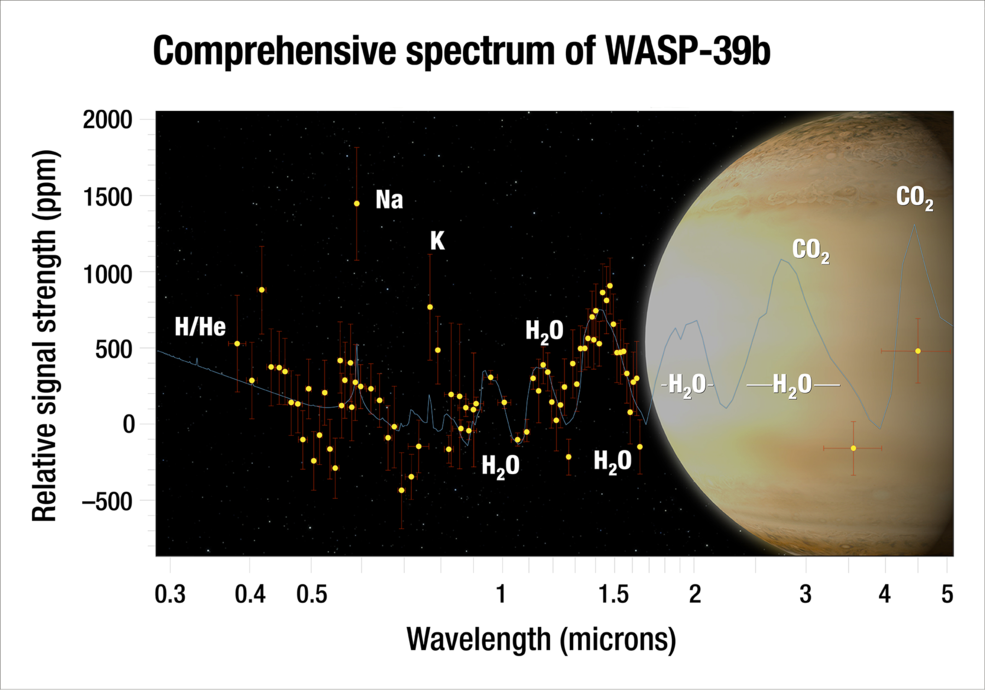 Comprehensive spectrum of WASP-39b
Relative signal strength (ppm)
2000
1500
1000
500
0
–500
Na
K
H/He
H₂O
H₂O
H₂O
H₂O
H₂O
CO₂
CO₂
0.3
0.4
0.5
1
1.5
2
3
4
5
Wavelength (microns)